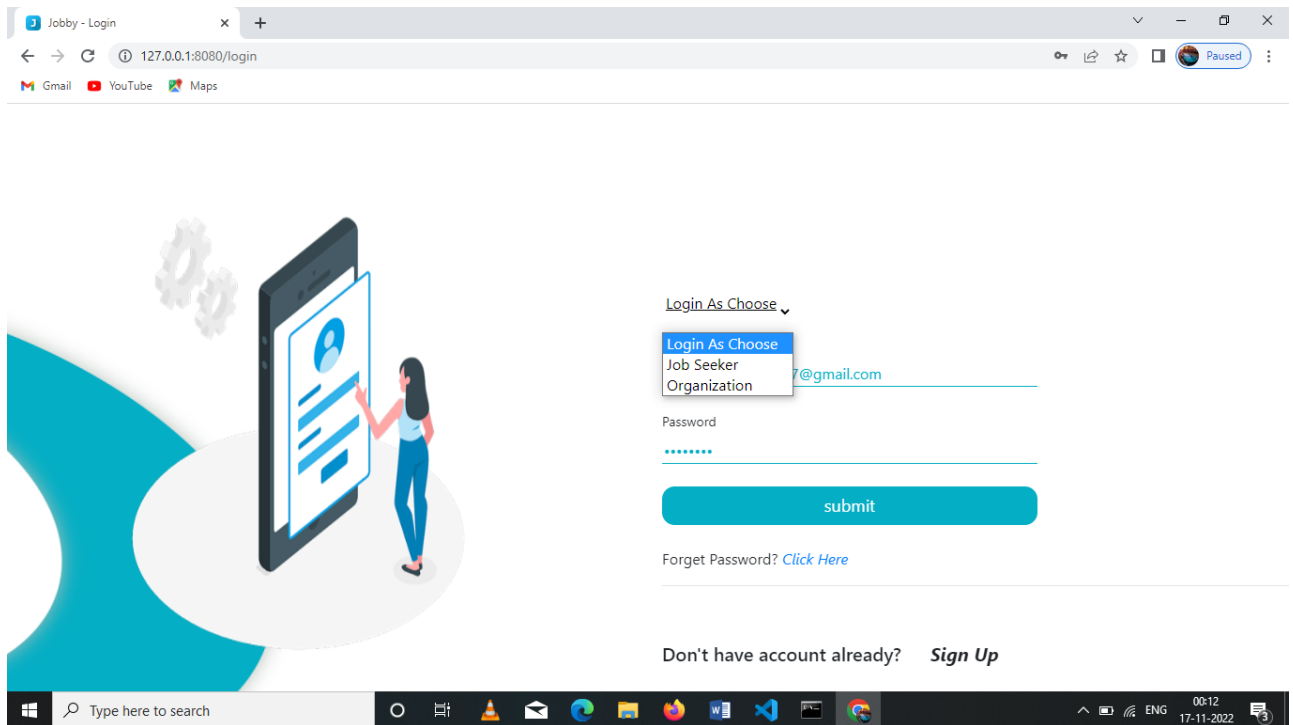 Jobby - Login
127.0.0.1:8080/login
Paused
Gmail YouTube Maps
Login As Choose
Login As Choose
Job Seeker
Organization
7@gmail.com
Password
submit
Forget Password? Click Here
Don't have account already? Sign Up
Type here to search
ENG
00:12
17-11-2022
3